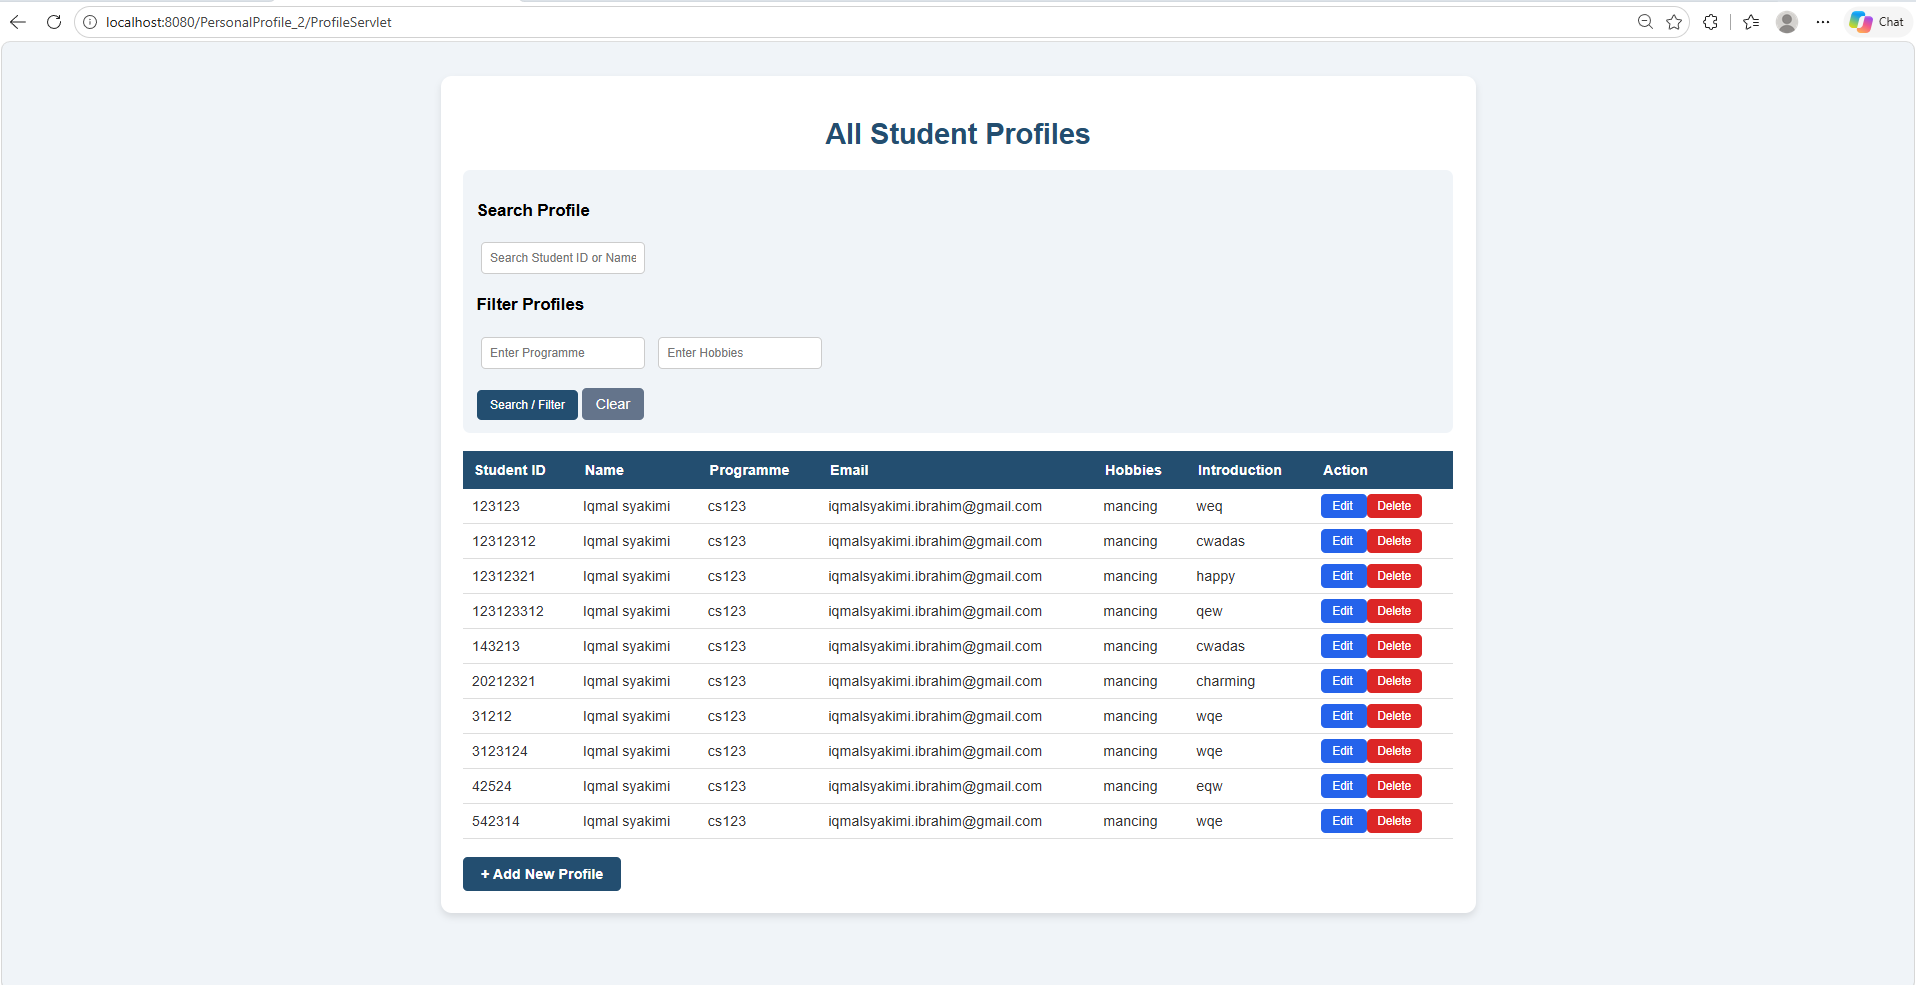 localhost:8080/PersonalProfile_2/ProfileServlet
Chat
All Student Profiles
Search Profile
Search Student ID or Name
Filter Profiles
Enter Programme Enter Hobbies
Search / Filter Clear
Student ID Name Programme Email Hobbies Introduction Action
123123 Iqmal syakimi cs123 iqmalsyakimi.ibrahim@gmail.com mancing weq Edit Delete
12312312 Iqmal syakimi cs123 iqmalsyakimi.ibrahim@gmail.com mancing cwadas Edit Delete
12312321 Iqmal syakimi cs123 iqmalsyakimi.ibrahim@gmail.com mancing happy Edit Delete
123123312 Iqmal syakimi cs123 iqmalsyakimi.ibrahim@gmail.com mancing qew Edit Delete
143213 Iqmal syakimi cs123 iqmalsyakimi.ibrahim@gmail.com mancing cwadas Edit Delete
20212321 Iqmal syakimi cs123 iqmalsyakimi.ibrahim@gmail.com mancing charming Edit Delete
31212 Iqmal syakimi cs123 iqmalsyakimi.ibrahim@gmail.com mancing wqe Edit Delete
3123124 Iqmal syakimi cs123 iqmalsyakimi.ibrahim@gmail.com mancing wqe Edit Delete
42524 Iqmal syakimi cs123 iqmalsyakimi.ibrahim@gmail.com mancing eqw Edit Delete
542314 Iqmal syakimi cs123 iqmalsyakimi.ibrahim@gmail.com mancing wqe Edit Delete
+ Add New Profile